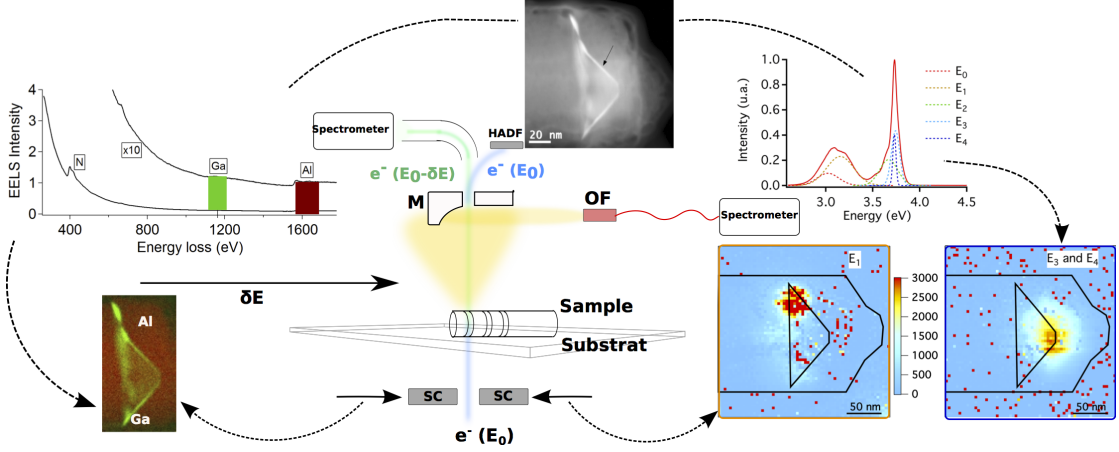 20 nm
4
3
2
1
0
EELS Intensity
N
x10
Ga
Al
400
800
1200
1600
Energy loss (eV)
Spectrometer
HADF
e- (E0-δE)
e- (E0)
M
OF
Spectrometer
1.0
0.8
0.6
0.4
0.2
0.0
Intensity (u.a.)
E0
E1
E2
E3
E4
3.0
3.5
4.0
4.5
Energy (eV)
δE
Sample
Substrat
SC
SC
e- (E0)
Al
Ga
E1
50 nm
3000
2500
2000
1500
1000
500
0
E3 and E4
50 nm